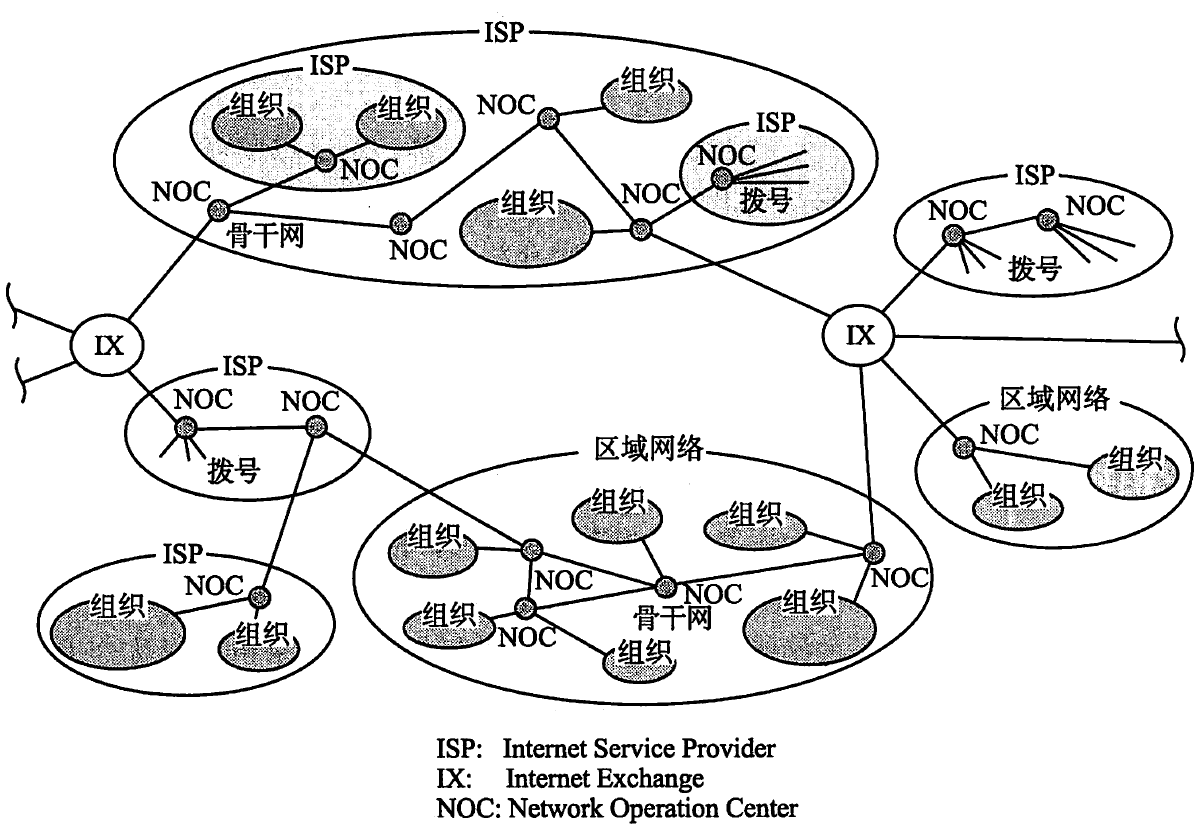 ISP
ISP
组织
组织
NOC
NOC
骨干网
NOC
NOC
组织
组织
NOC
ISP
NOC
拨号
ISP
NOC
NOC
拨号
IX
IX
ISP
NOC
NOC
拨号
区域网络
NOC
组织
组织
ISP
NOC
组织
组织
区域网络
组织
组织
组织
NOC
NOC
骨干网
NOC
组织
NOC
组织
组织
ISP: Internet Service Provider
IX: Internet Exchange
NOC: Network Operation Center